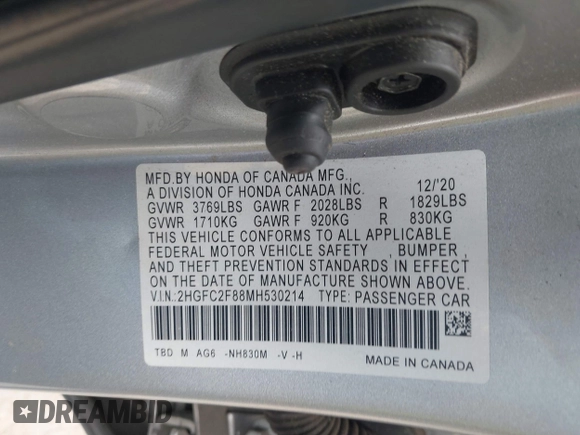 MFD.BY HONDA OF CANADA MFG.,
A DIVISION OF HONDA CANADA INC. 12/'20
GVWR 3769LBS GAWR F 2028LBS R 1829LBS
GVWR 1710KG GAWR F 920KG R 830KG
THIS VEHICLE CONFORMS TO ALL APPLICABLE
FEDERAL MOTOR VEHICLE SAFETY , BUMPER ,
AND THEFT PREVENTION STANDARDS IN EFFECT
ON THE DATE OF MANUFACTURE SHOWN ABOVE.
V.I.N.:2HGFC2F88MH530214 TYPE: PASSENGER CAR
TBD M AG6 -NH830M -V -H
MADE IN CANADA
DREAMBID